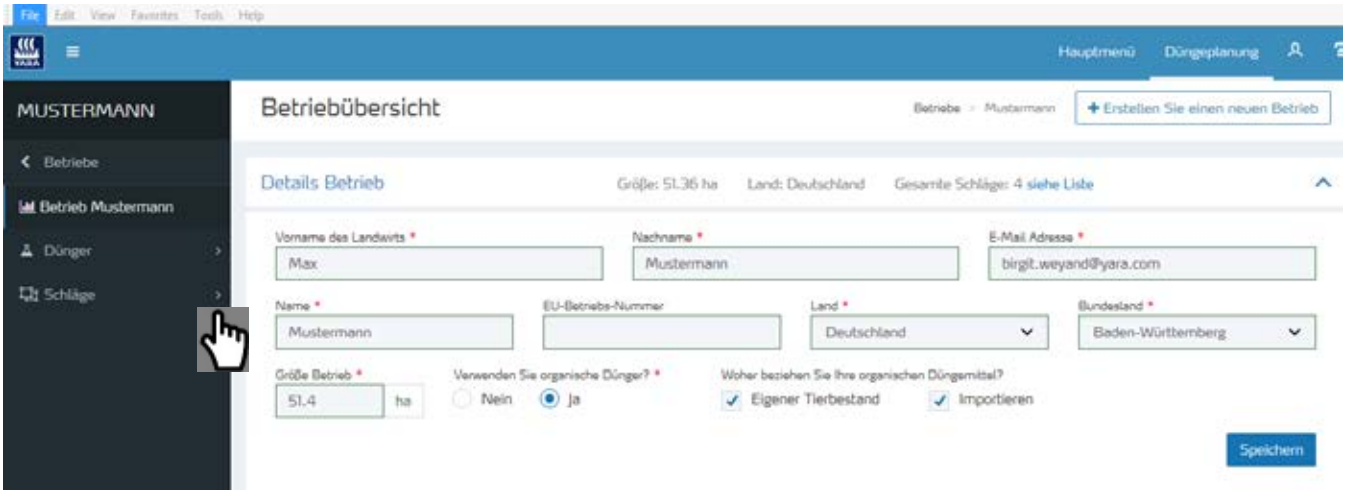 File Edit View Favorites Tools Help
YARA
Hauptmenü Düngeplanung ?
MUSTERMANN
Betriebübersicht
Betriebe > Mustermann
+ Erstellen Sie einen neuen Betrieb
Betriebe
Betrieb Mustermann
Dünger
Schläge
Details Betrieb
Größe: 51.36 ha Land: Deutschland Gesamte Schläge: 4 siehe Liste
Vorname des Landwirts * Nachname * E-Mail Adresse *
Max Mustermann birgit.weyand@yara.com
Name * EU-Betriebs-Nummer Land * Bundesland *
Mustermann Deutschland Baden-Württemberg
Größe Betrieb * Verwenden Sie organische Dünger? * Woher beziehen Sie Ihre organischen Düngemittel?
51.4 ha Nein Ja Eigener Tierbestand Importieren
Speichern